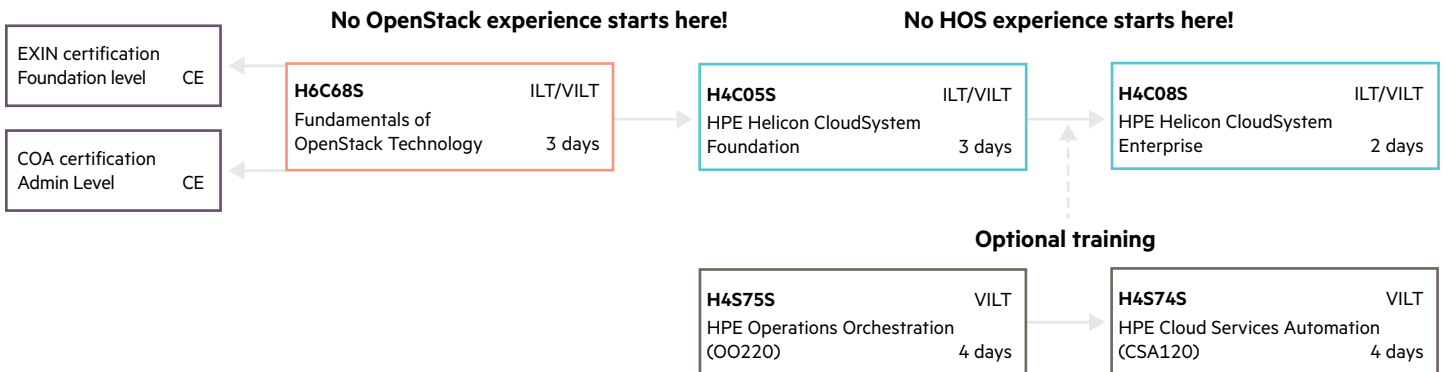 No OpenStack experience starts here!
No HOS experience starts here!
EXIN certification
Foundation level CE
COA certification
Admin Level CE
H6C68S ILT/VILT
Fundamentals of
OpenStack Technology 3 days
H4C05S ILT/VILT
HPE Helicon CloudSystem
Foundation 3 days
H4C08S ILT/VILT
HPE Helicon CloudSystem
Enterprise 2 days
Optional training
H4S75S VILT
HPE Operations Orchestration
(OO220) 4 days
H4S74S VILT
HPE Cloud Services Automation
(CSA120) 4 days